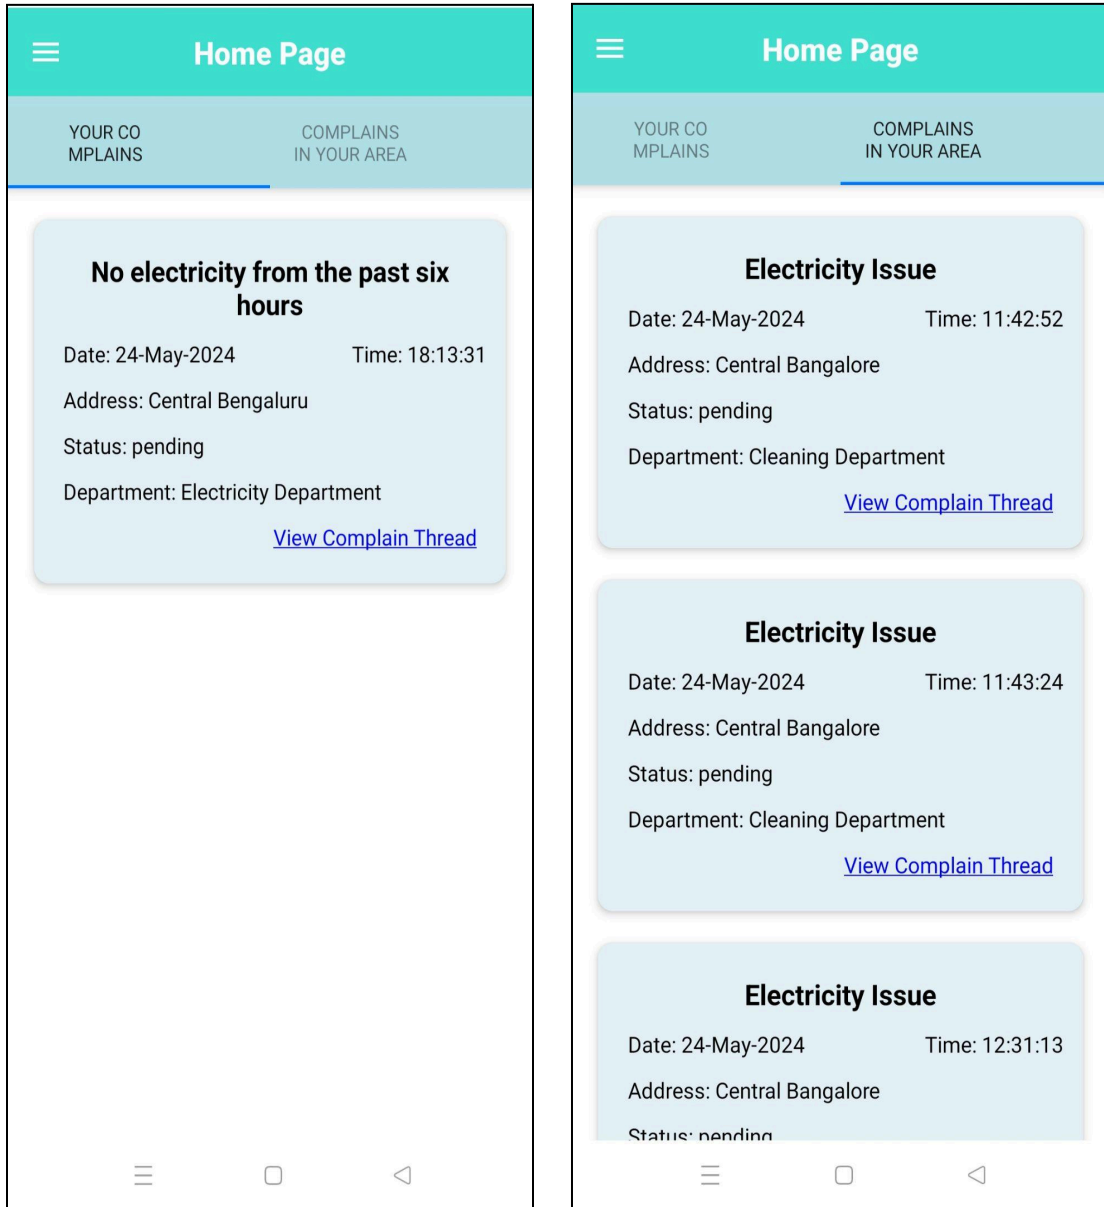 Home Page
YOUR CO
MPLAINS
COMPLAINS
IN YOUR AREA
No electricity from the past six
hours
Date: 24-May-2024 Time: 18:13:31
Address: Central Bengaluru
Status: pending
Department: Electricity Department
View Complain Thread
Home Page
YOUR CO
MPLAINS
COMPLAINS
IN YOUR AREA
Electricity Issue
Date: 24-May-2024 Time: 11:42:52
Address: Central Bangalore
Status: pending
Department: Cleaning Department
View Complain Thread
Electricity Issue
Date: 24-May-2024 Time: 11:43:24
Address: Central Bangalore
Status: pending
Department: Cleaning Department
View Complain Thread
Electricity Issue
Date: 24-May-2024 Time: 12:31:13
Address: Central Bangalore
Status: pending